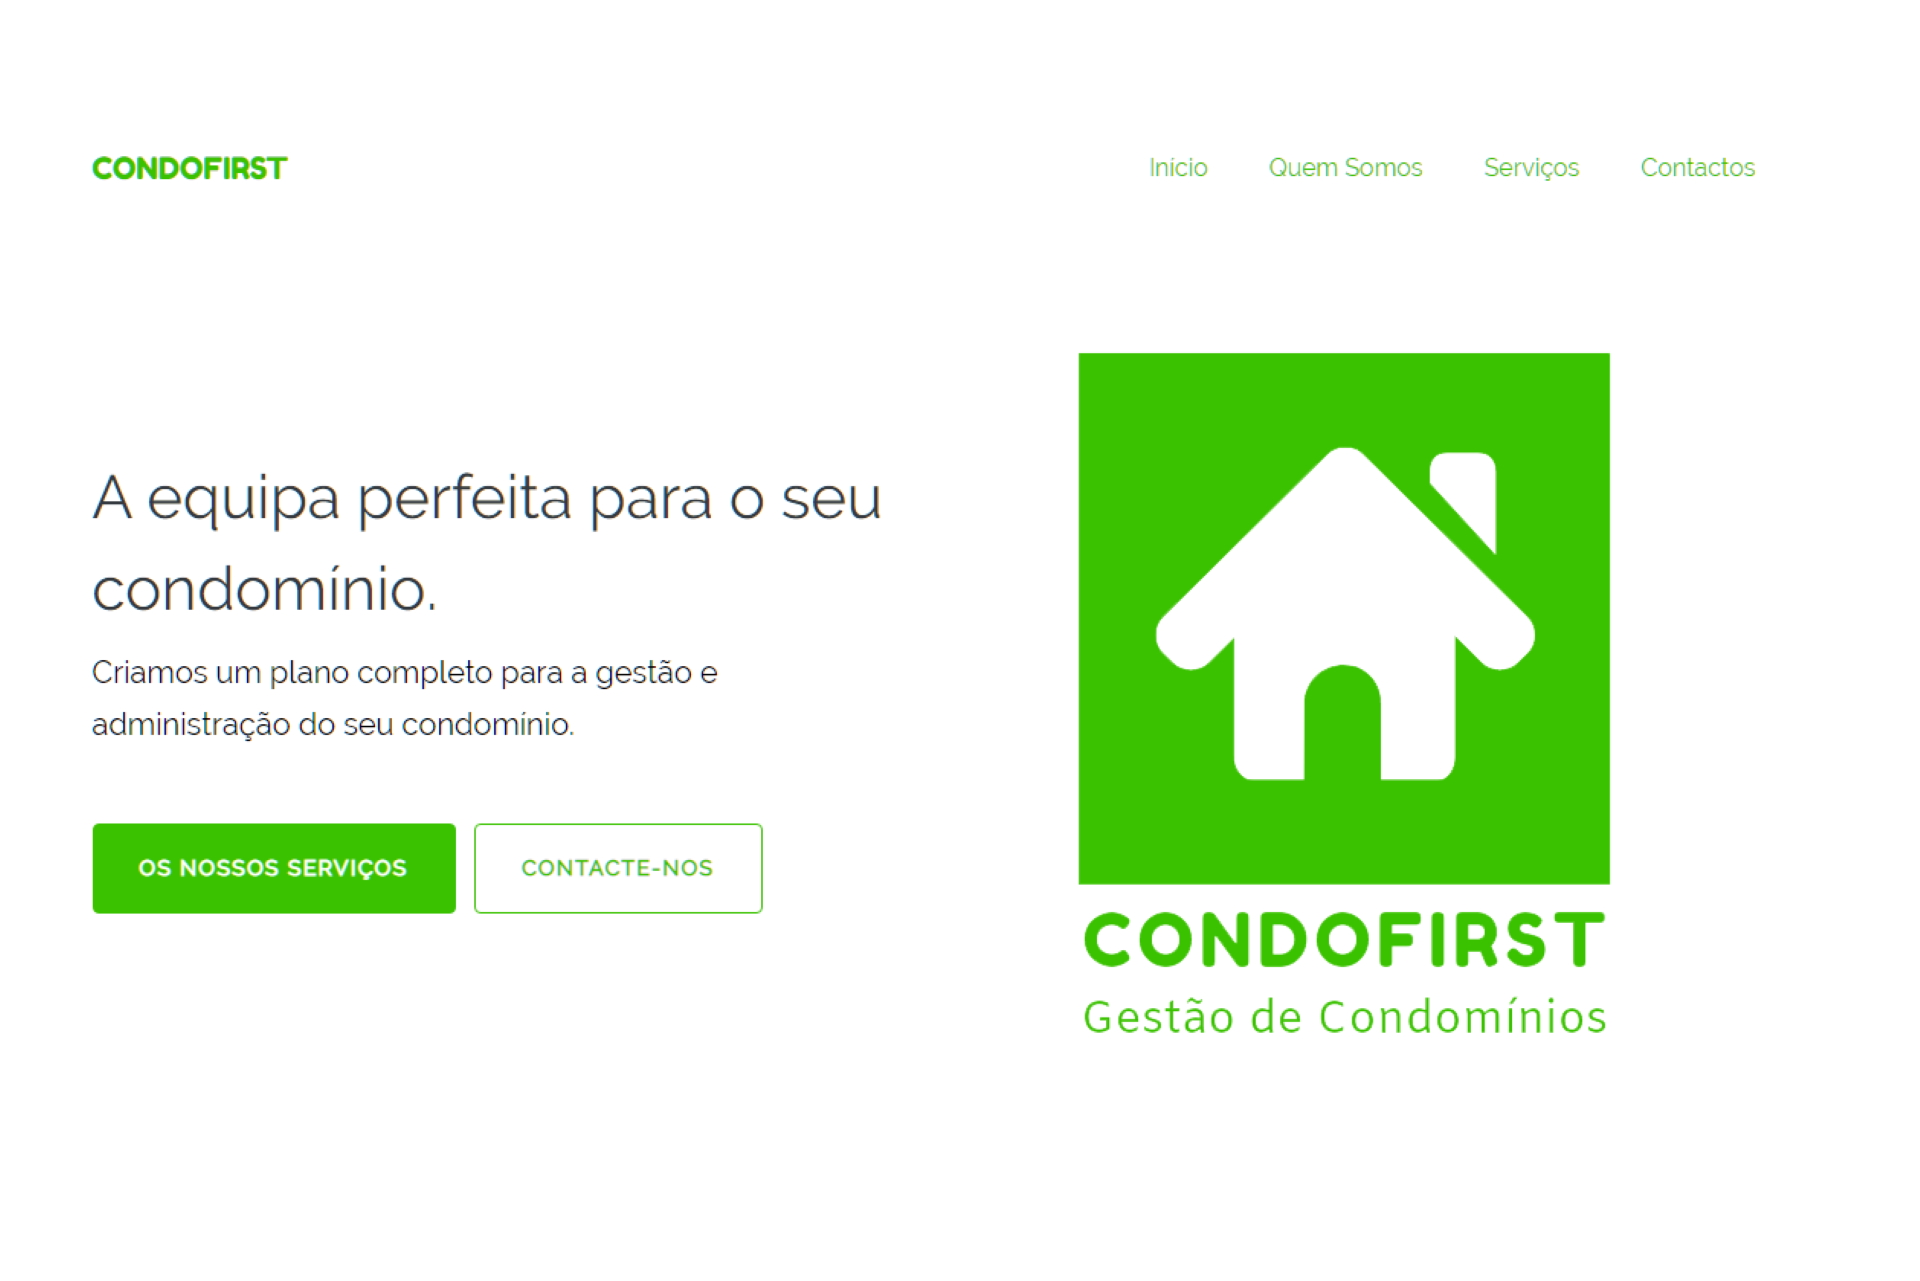 CONDOFIRST
Início
Quem Somos
Serviços
Contactos
A equipa perfeita para o seu
condomínio.
Criamos um plano completo para a gestão e
administração do seu condomínio.
OS NOSSOS SERVIÇOS
CONTACTE-NOS
CONDOFIRST
Gestão de Condomínios